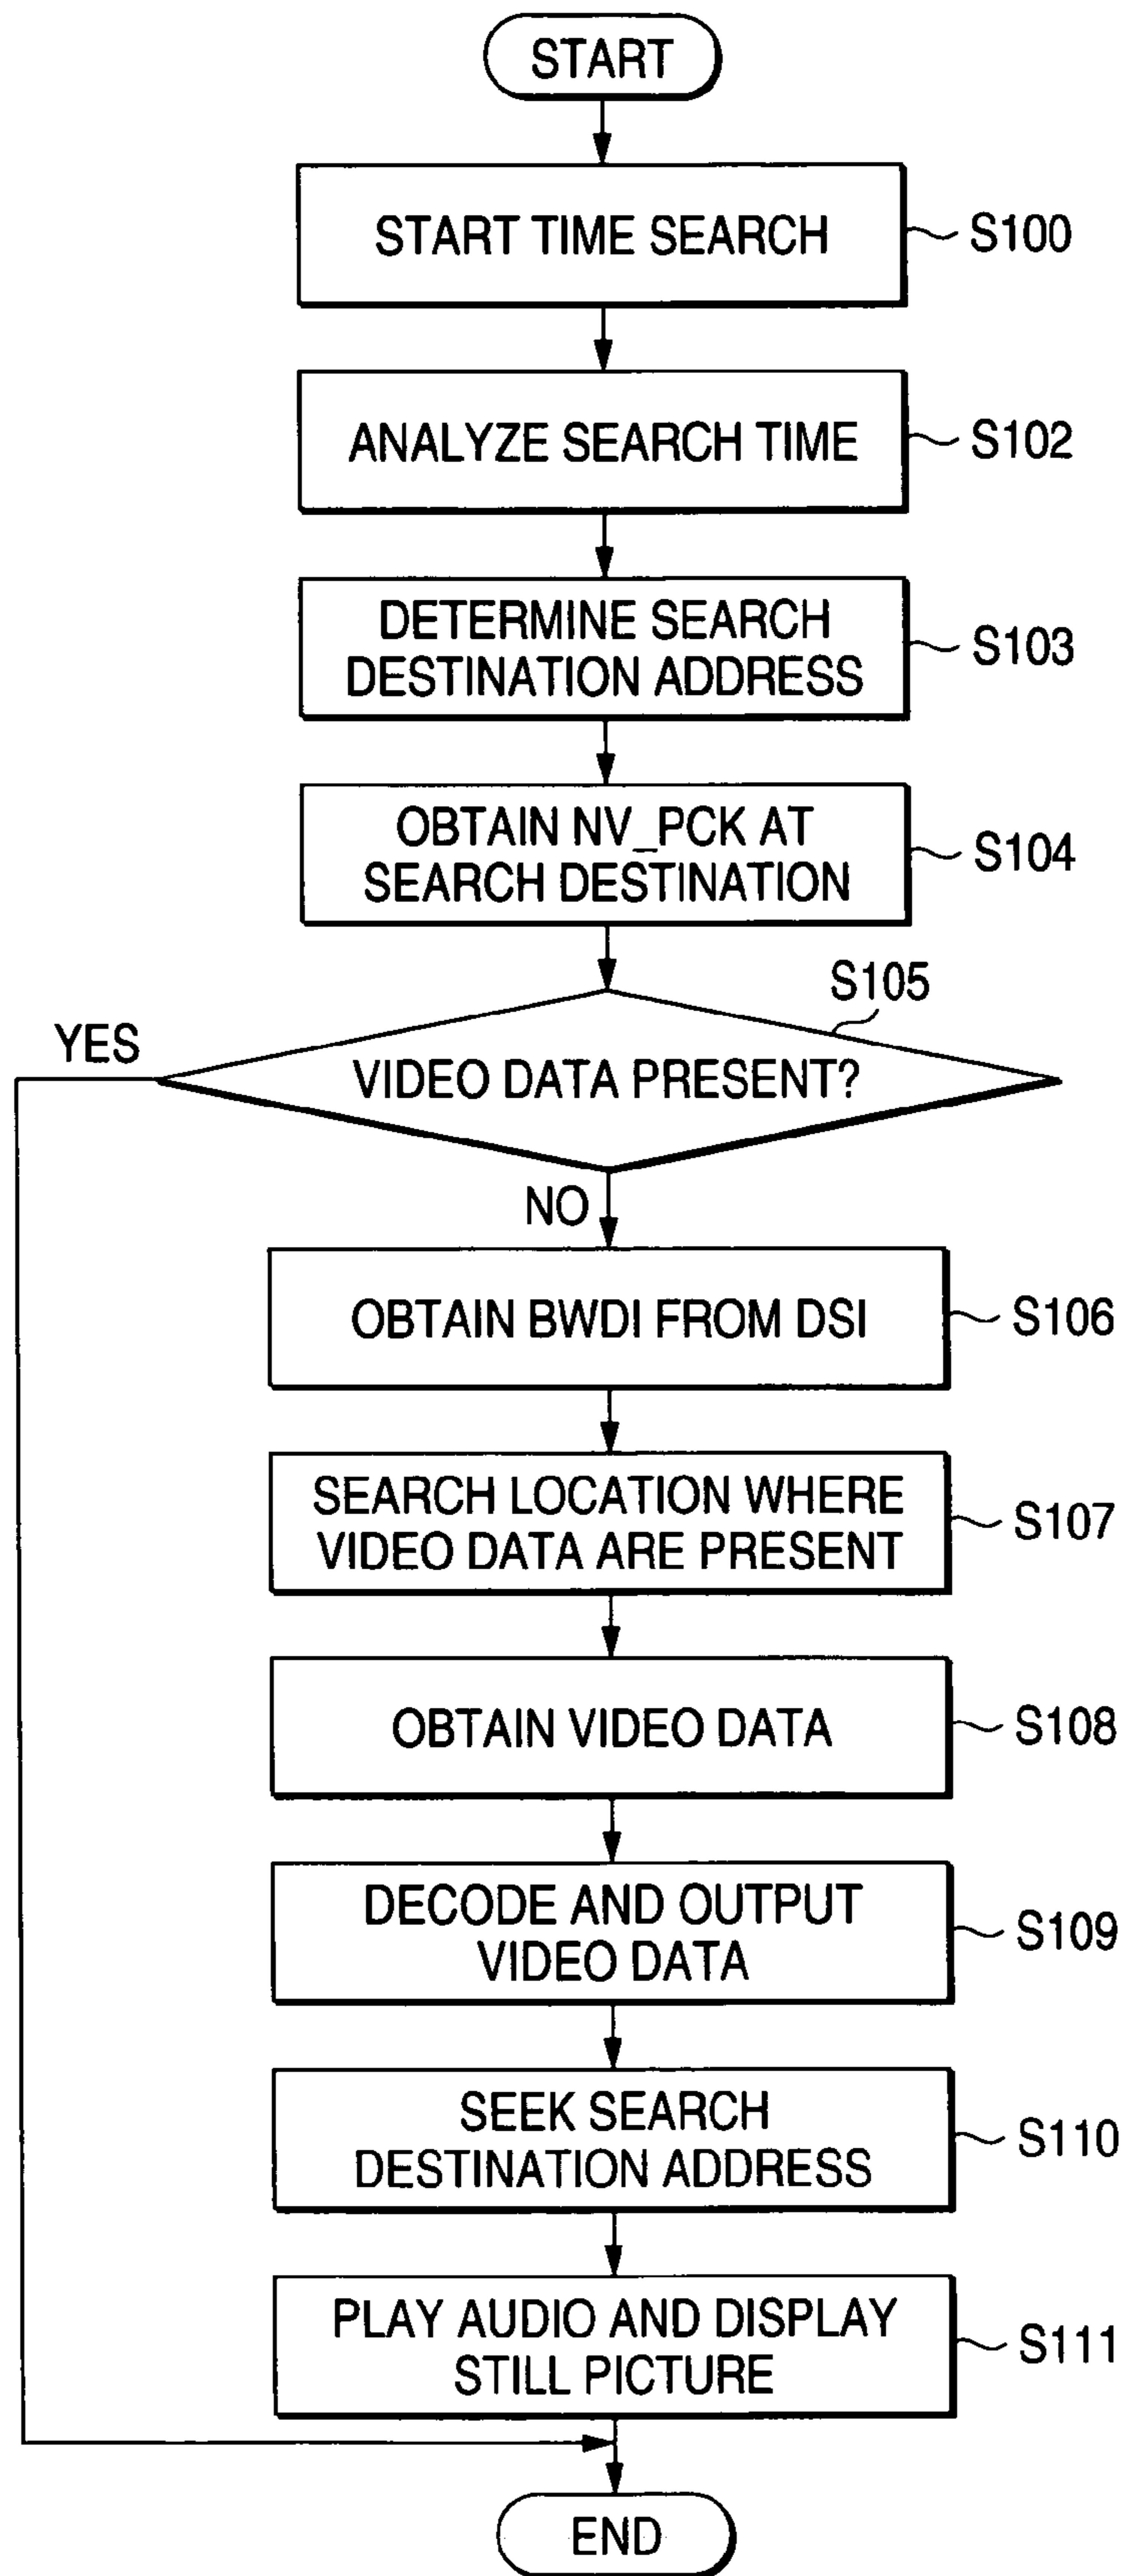 START
START TIME SEARCH
S100
ANALYZE SEARCH TIME
S102
DETERMINE SEARCH
DESTINATION ADDRESS
S103
OBTAIN NV_PCK AT
SEARCH DESTINATION
S104
S105
YES
VIDEO DATA PRESENT?
NO
OBTAIN BWDI FROM DSI
S106
SEARCH LOCATION WHERE
VIDEO DATA ARE PRESENT
S107
OBTAIN VIDEO DATA
S108
DECODE AND OUTPUT
VIDEO DATA
S109
SEEK SEARCH
DESTINATION ADDRESS
S110
PLAY AUDIO AND DISPLAY
STILL PICTURE
S111
END